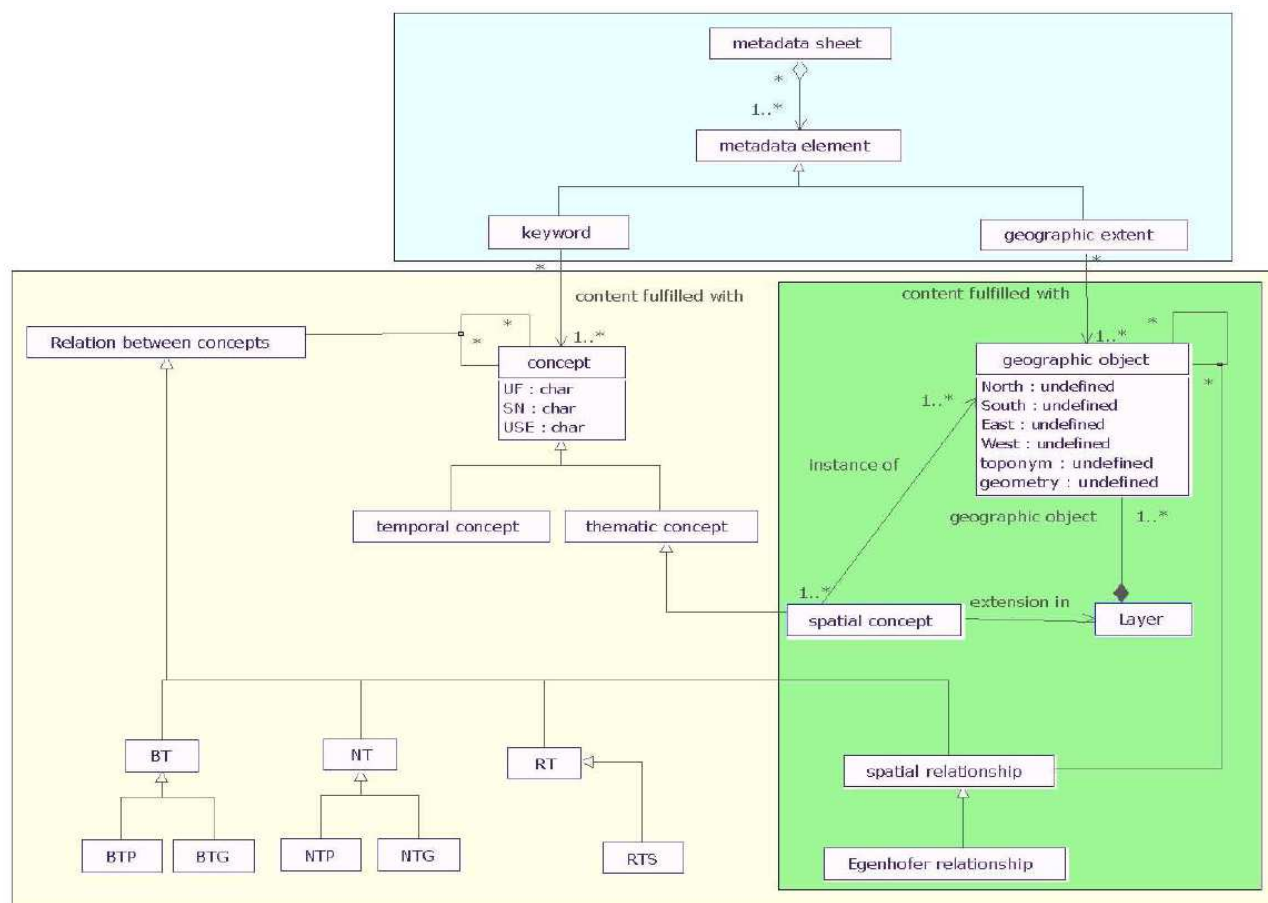 metadata sheet
*
1..*
metadata element
keyword
geographic extent
*
*
content fulfilled with
content fulfilled with
*
*
1..*
1..*
*
*
Relation between concepts
concept
UF : char
SN : char
USE : char
geographic object
North : undefined
South : undefined
East : undefined
West : undefined
toponym : undefined
geometry : undefined
1..*
instance of
temporal concept
thematic concept
geographic object
1..*
1..*
spatial concept
extension in
Layer
BT
NT
RT
spatial relationship
BTP
BTG
NTP
NTG
RTS
Egenhofer relationship